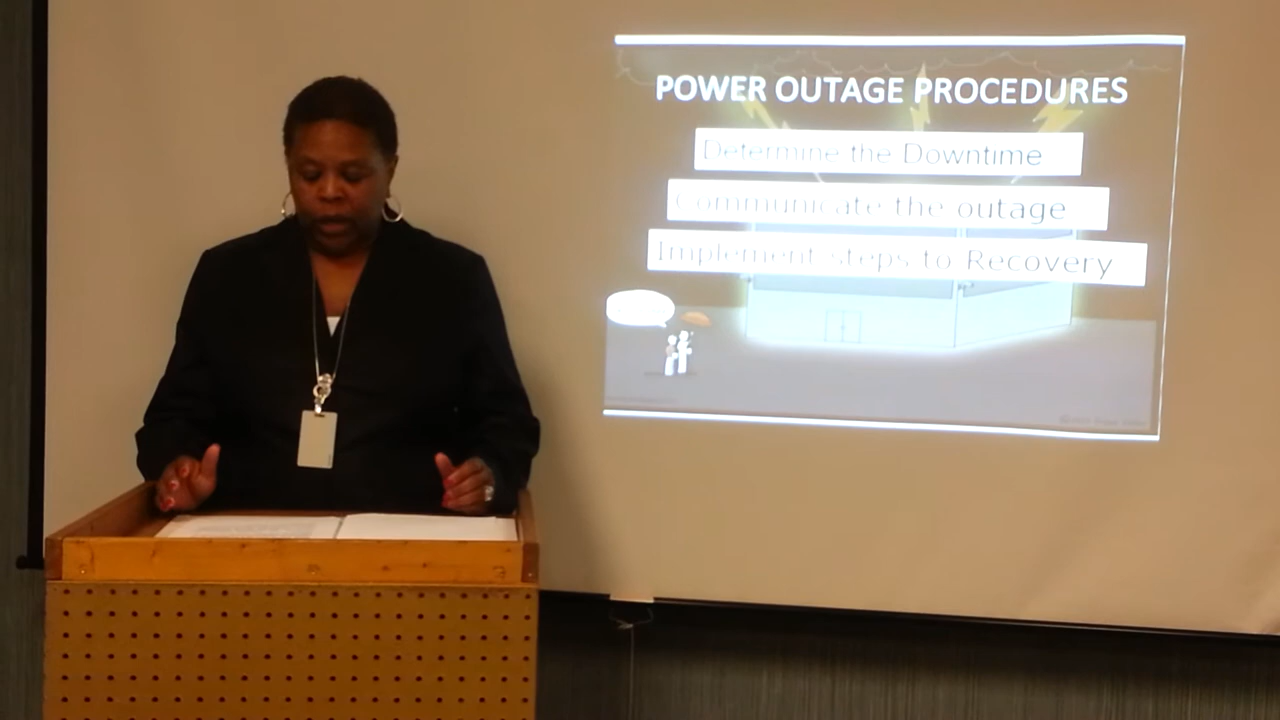 POWER OUTAGE PROCEDURES
Determine the Downtime
Communicate the outage
Implement steps to Recovery